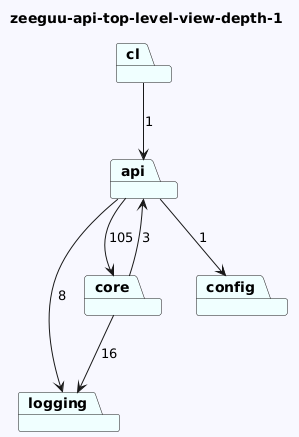 zeeguu-api-top-level-view-depth-1
cl
1
api
105
3
1
8
core
config
16
logging